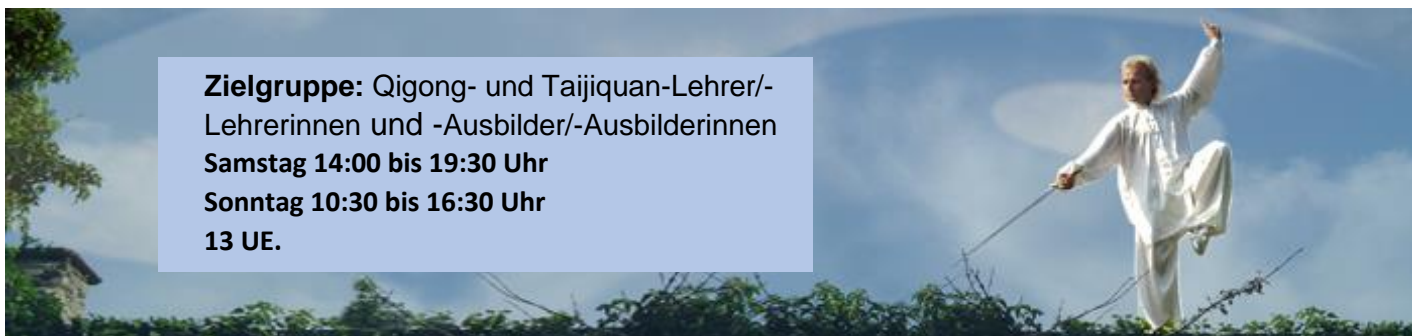 Zielgruppe: Qigong- und Taijiquan-Lehrer/-
Lehrerinnen und -Ausbilder/-Ausbilderinnen
Samstag 14:00 bis 19:30 Uhr
Sonntag 10:30 bis 16:30 Uhr
13 UE.